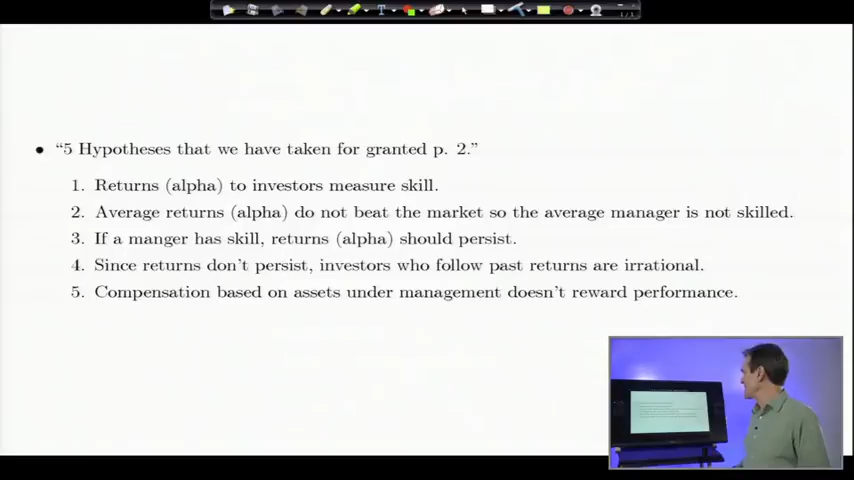 • “5 Hypotheses that we have taken for granted p. 2.”
1. Returns (alpha) to investors measure skill.
2. Average returns (alpha) do not beat the market so the average manager is not skilled.
3. If a manger has skill, returns (alpha) should persist.
4. Since returns don’t persist, investors who follow past returns are irrational.
5. Compensation based on assets under management doesn’t reward performance.